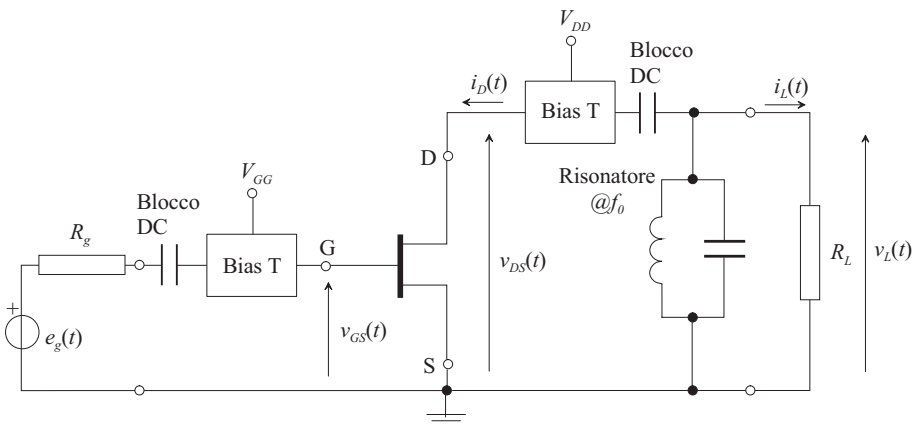 V_DD
Blocco
DC
i_D(t)
i_L(t)
Bias T
D
V_GG
Risonatore
@f_0
Blocco
DC
R_g
G
Bias T
v_DS(t)
R_L
v_L(t)
+
e_g(t)
v_GS(t)
S